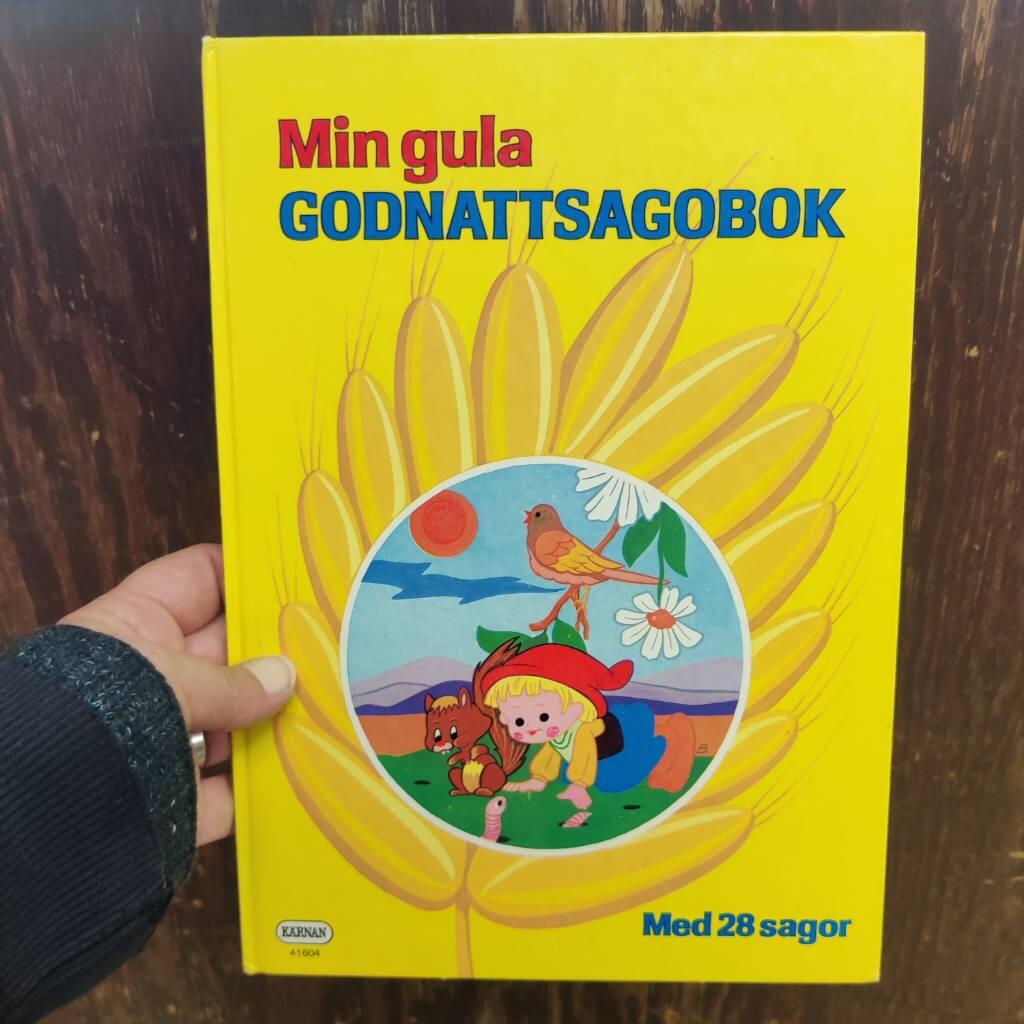 Min gula
GODNATTSAGOBOK
Med 28 sagor
KÄRNAN
41604